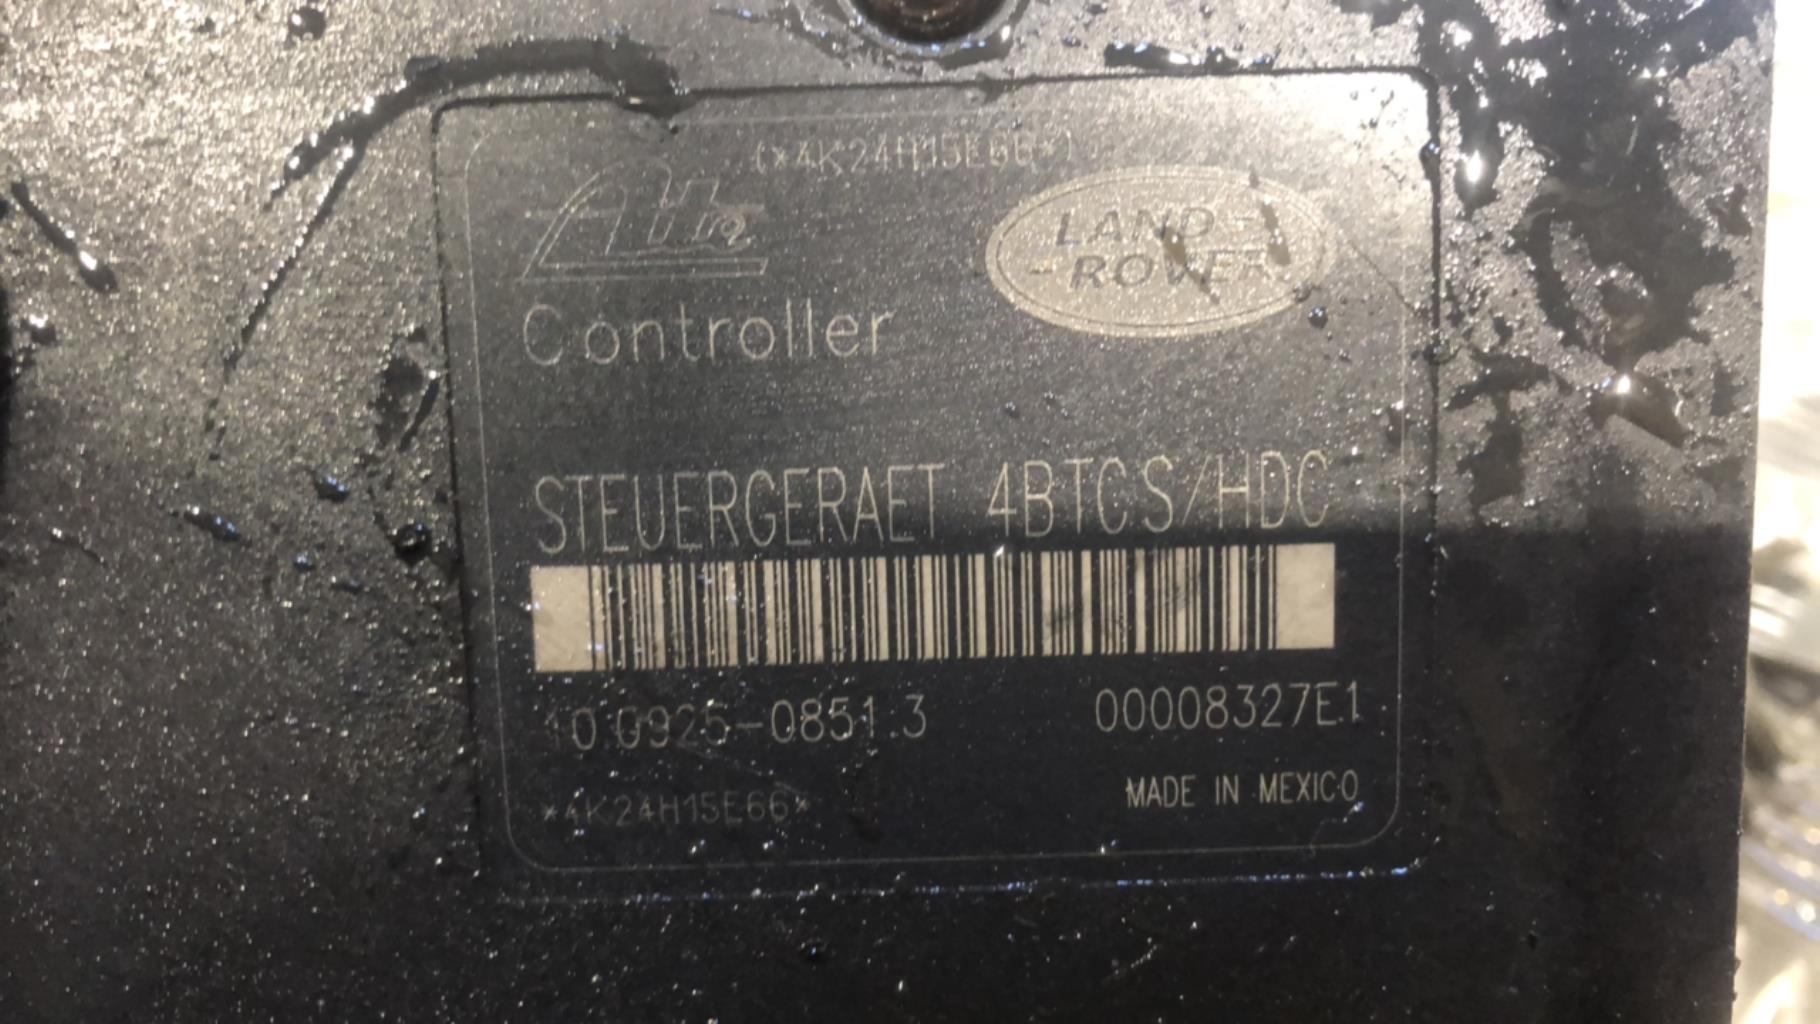 (*4K24H15E66*)
Ate
LAND-
-ROVER
Controller
STEUERGERAET 4BTCS/HDC
10.0925-0851.3 00008327E1
*4K24H15E66*
MADE IN MEXICO